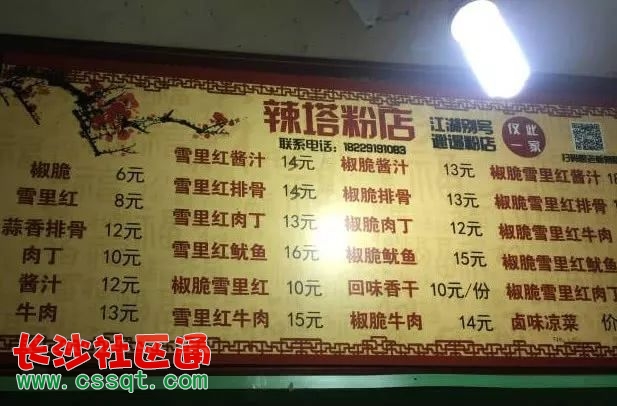 辣塔粉店
江湖别号
邋遢粉店
仅此一家
联系电话：18229191083
椒脆 6元
雪里红 8元
蒜香排骨 12元
肉丁 10元
酱汁 12元
牛肉 13元
雪里红酱汁 14元
雪里红排骨 14元
雪里红肉丁 13元
雪里红鱿鱼 16元
椒脆雪里红 10元
雪里红牛肉 15元
椒脆酱汁 13元
椒脆排骨 13元
椒脆肉丁 12元
椒脆鱿鱼 15元
回味香干 10元/份
椒脆牛肉 14元
椒脆雪里红酱汁
椒脆雪里红排骨
椒脆雪里红牛肉
椒脆雪里红鱿鱼
椒脆雪里红肉丁
卤味凉菜 价
长沙社区通
www.cssqt.com